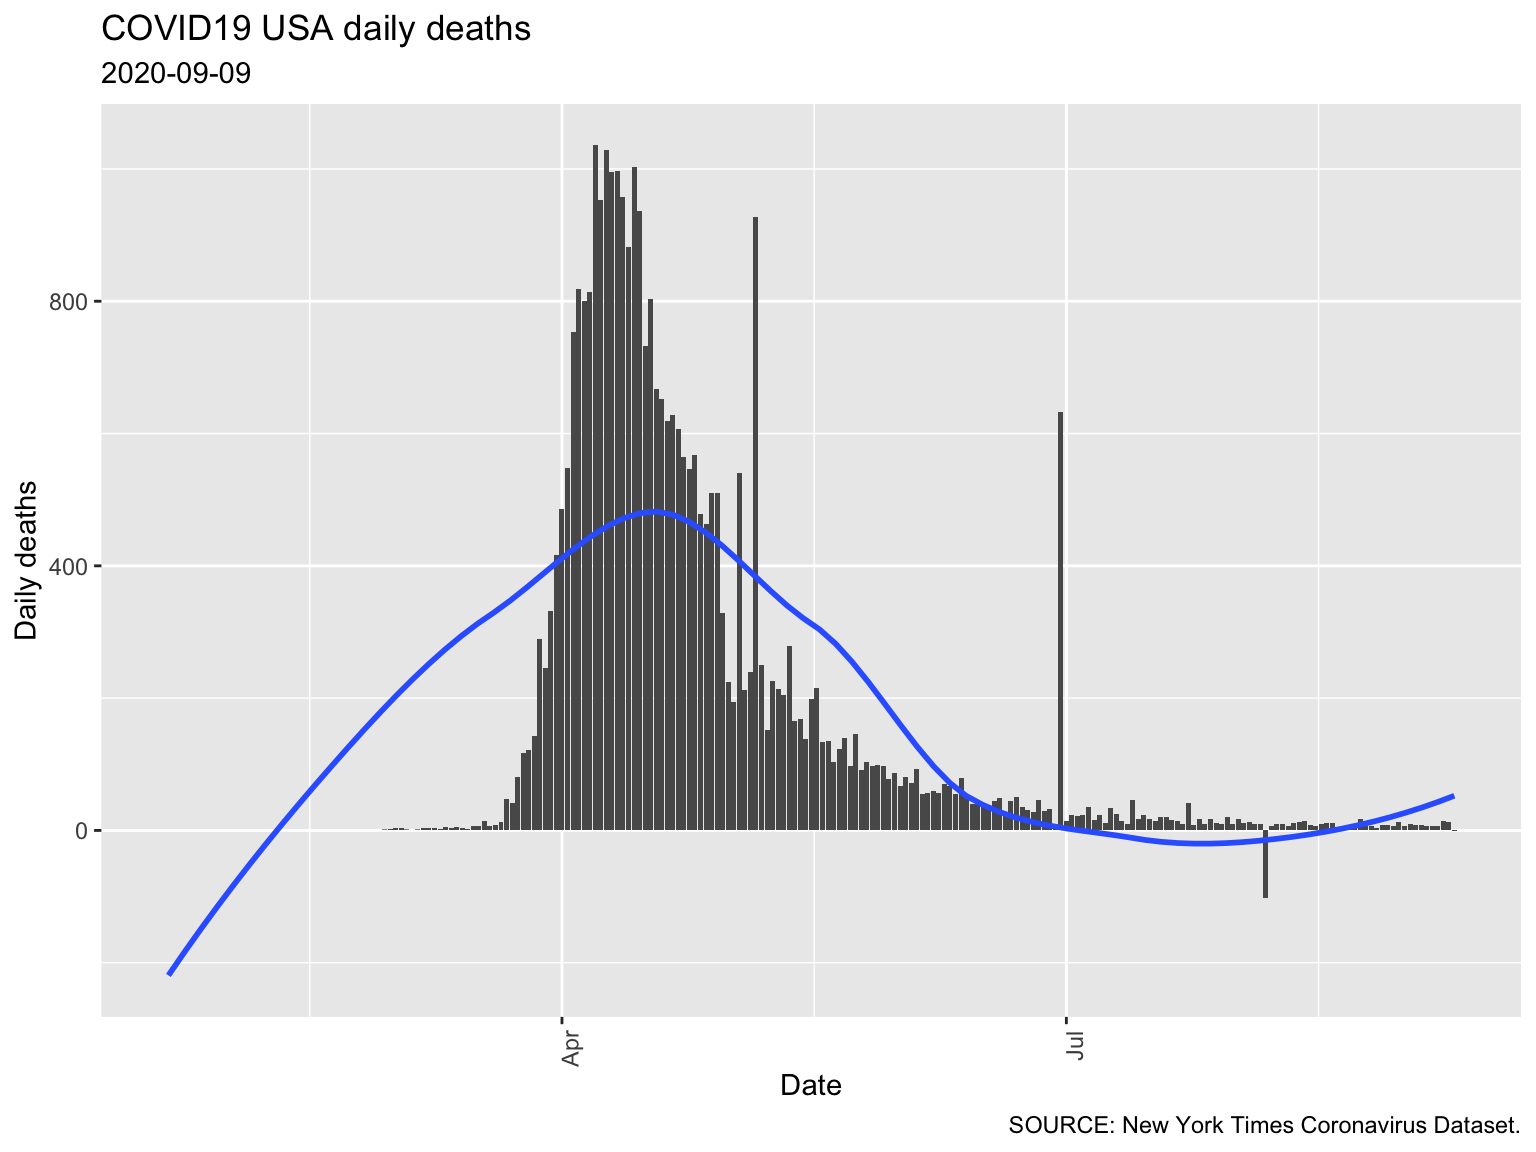 COVID19 USA daily deaths
2020-09-09
Daily deaths
800
400
0
Apr
Jul
Date
SOURCE: New York Times Coronavirus Dataset.